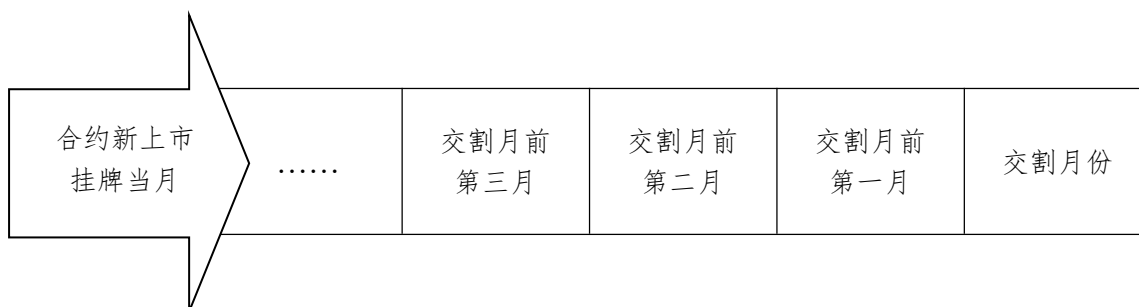 合约新上市
挂牌当月
……
交割月前
第三月
交割月前
第二月
交割月前
第一月
交割月份